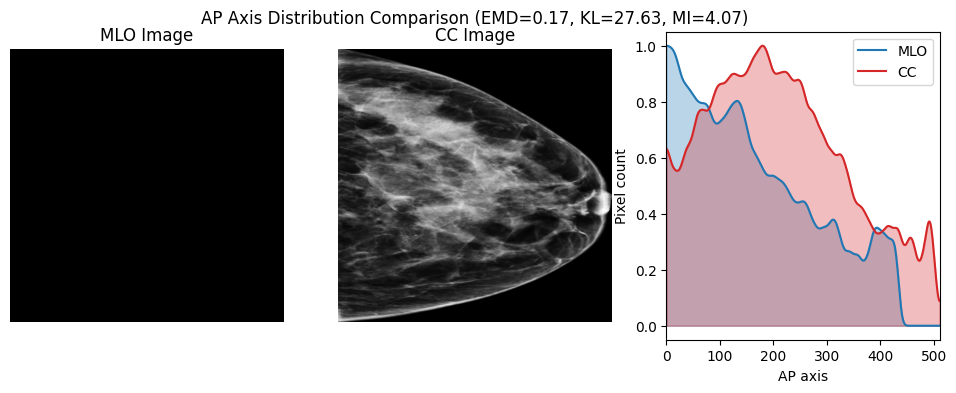 AP Axis Distribution Comparison (EMD=0.17, KL=27.63, MI=4.07)
MLO Image
CC Image
MLO
CC
Pixel count
1.0
0.8
0.6
0.4
0.2
0.0
0
100
200
300
400
500
AP axis